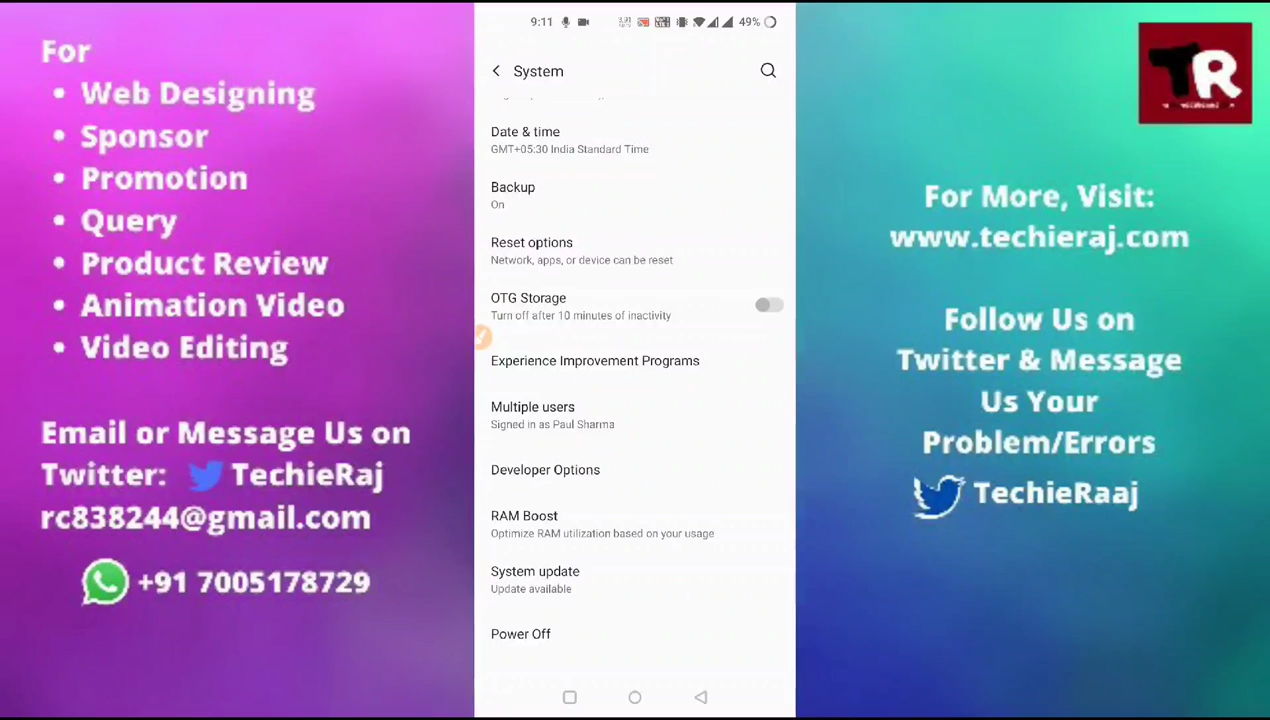 For
• Web Designing
• Sponsor
• Promotion
• Query
• Product Review
• Animation Video
• Video Editing
Email or Message Us on
Twitter: TechieRaj
rc838244@gmail.com
+91 7005178729
9:11
49%
System
Date & time
GMT+05:30 India Standard Time
Backup
On
Reset options
Network, apps, or device can be reset
OTG Storage
Turn off after 10 minutes of inactivity
Experience Improvement Programs
Multiple users
Signed in as Paul Sharma
Developer Options
RAM Boost
Optimize RAM utilization based on your usage
System update
Update available
Power Off
TR
For More, Visit:
www.techieraj.com
Follow Us on
Twitter & Message
Us Your
Problem/Errors
TechieRaaj